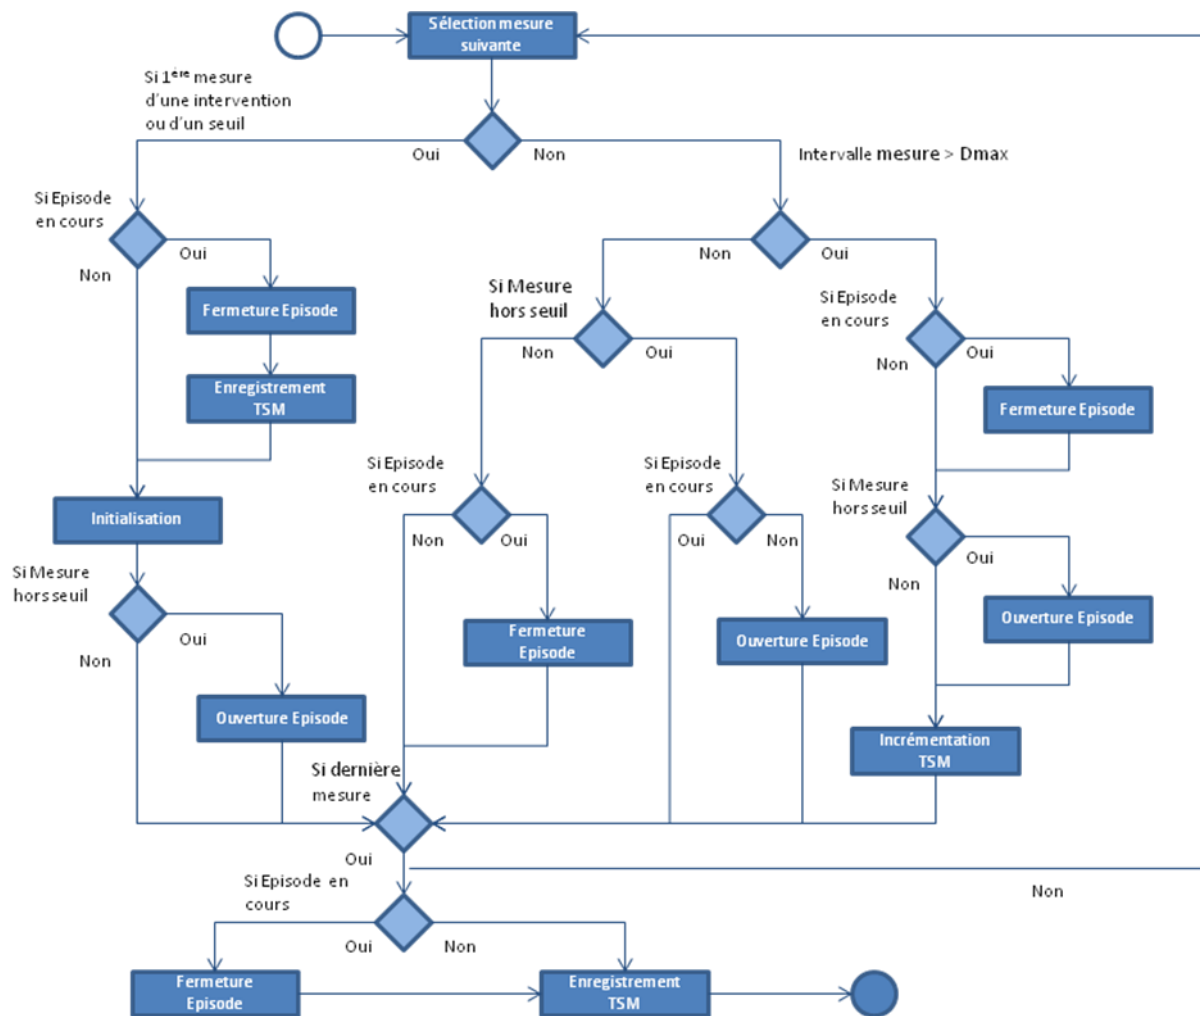 Sélection mesure
suivante
Si 1ère mesure
d'une intervention
ou d'un seuil
Oui
Non
Intervalle mesure > Dmax
Si Episode
en cours
Oui
Non
Non
Oui
Fermeture Episode
Enregistrement
TSM
Si Mesure
hors seuil
Non
Oui
Si Episode
en cours
Oui
Non
Fermeture Episode
Si Episode
en cours
Non
Oui
Si Episode
en cours
Oui
Non
Si Mesure
hors seuil
Oui
Non
Initialisation
Si Mesure
hors seuil
Oui
Non
Fermeture
Episode
Ouverture Episode
Ouverture Episode
Ouverture Episode
Incrémentation
TSM
Si dernière
mesure
Oui
Non
Si Episode en
cours
Oui
Non
Fermeture
Episode
Enregistrement
TSM